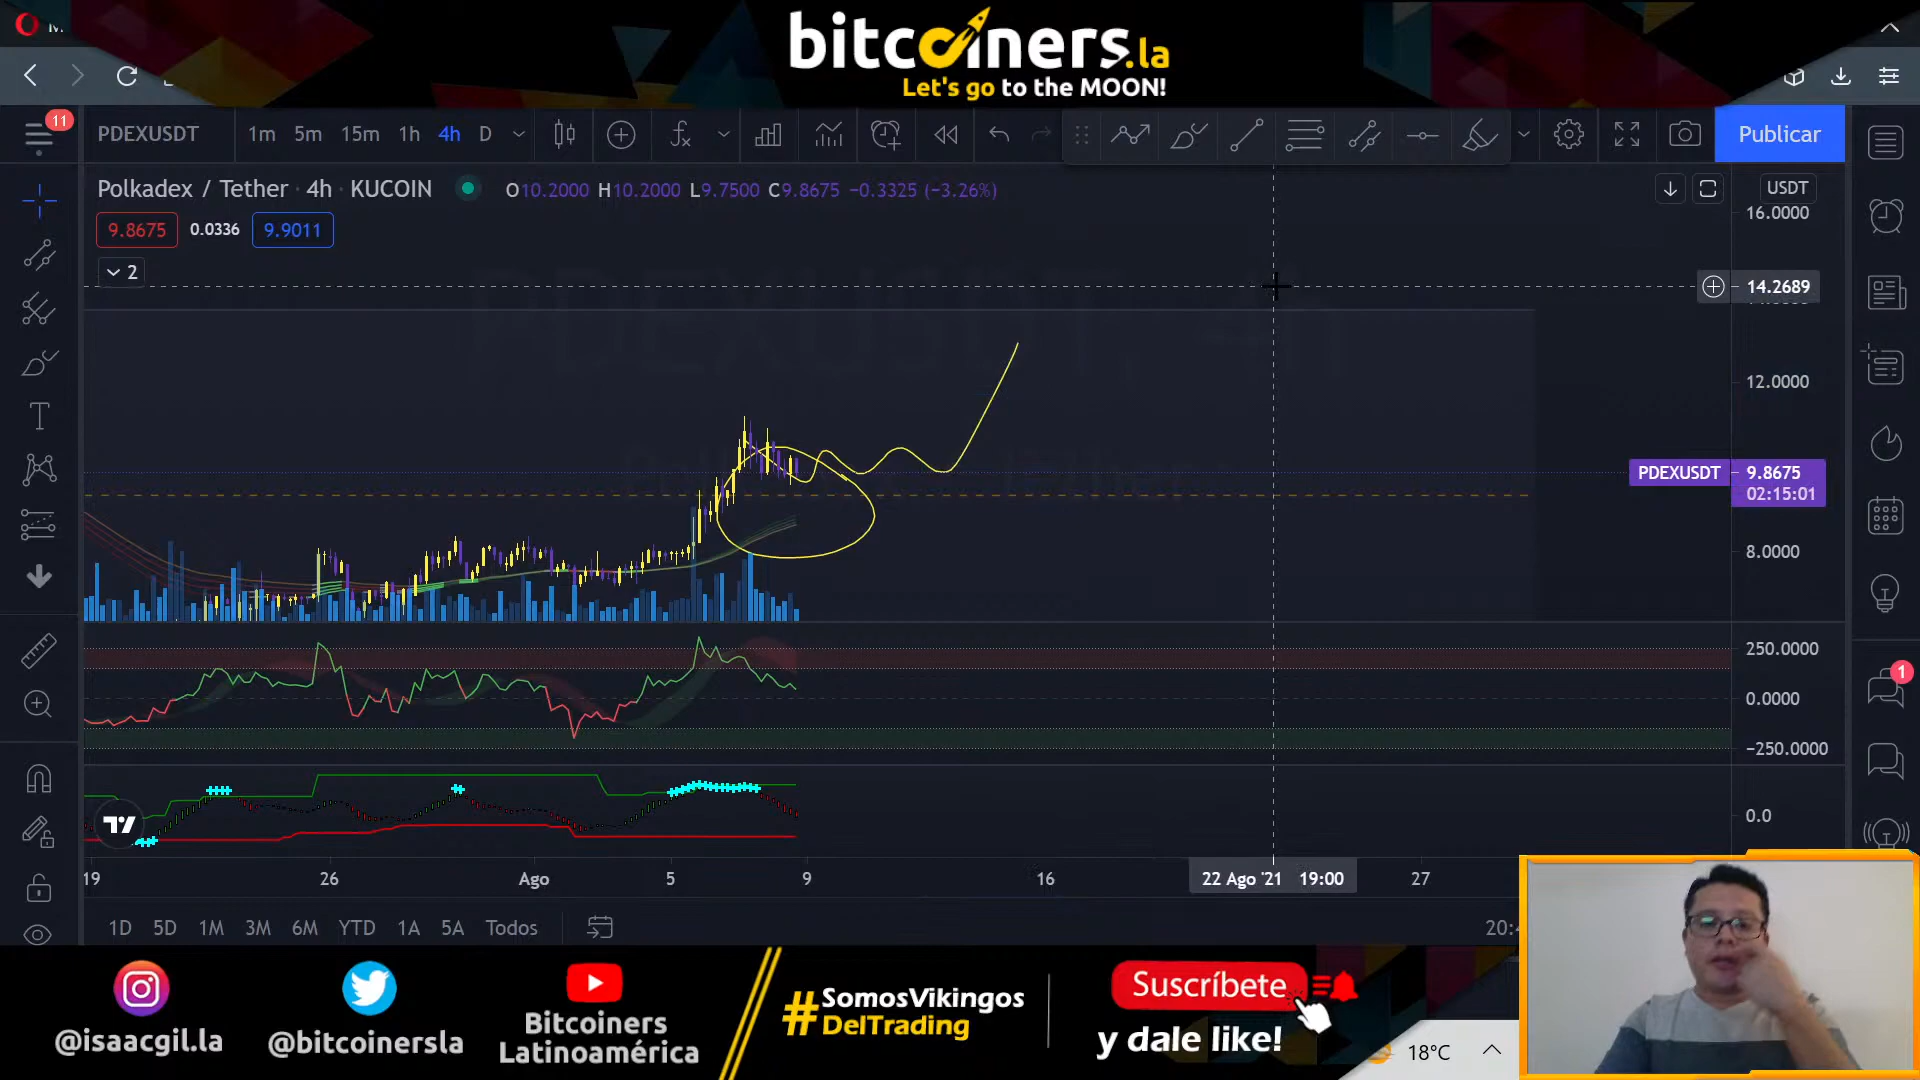 bitcoiners.la
Let's go to the MOON!
11
PDEXUSDT
1m 5m 15m 1h 4h D
Publicar
Polkadex / Tether · 4h · KUCOIN
O10.2000 H10.2000 L9.7500 C9.8675 −0.3325 (−3.26%)
USDT
16.0000
9.8675 0.0336 9.9011
2
14.2689
12.0000
PDEXUSDT 9.8675
02:15:01
8.0000
250.0000
1
0.0000
−250.0000
0.0
19 26 Ago 5 9 16 22 Ago '21 19:00 27
1D 5D 1M 3M 6M YTD 1A 5A Todos
@isaacgil.la
@bitcoinersla
Bitcoiners
Latinoamérica
#SomosVikingos
DelTrading
Suscríbete
y dale like!
18°C